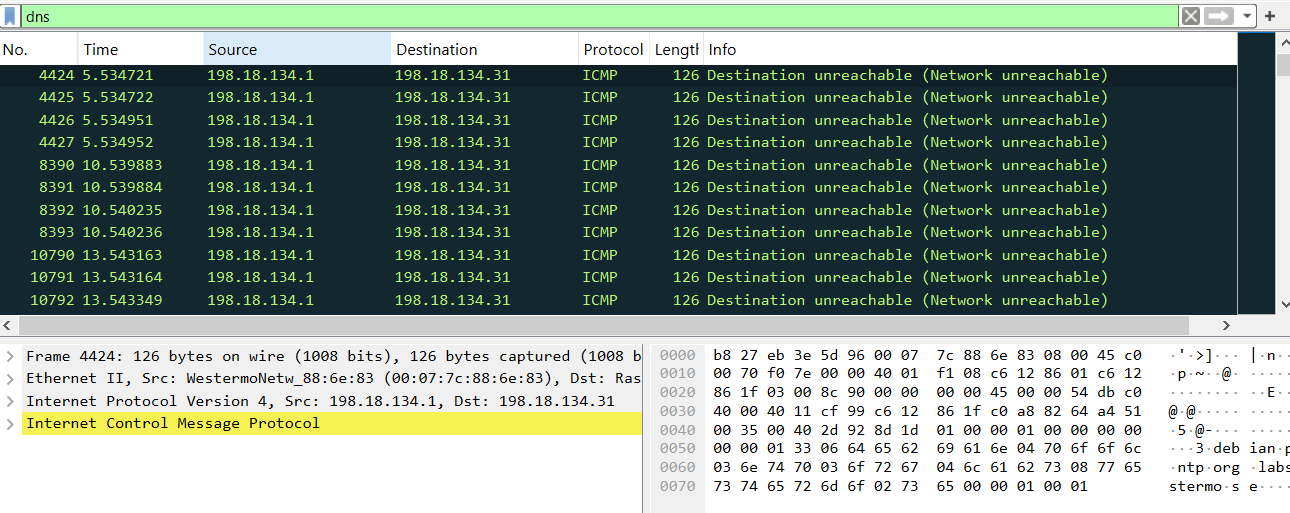 dns
No. Time Source Destination Protocol Length Info
4424 5.534721 198.18.134.1 198.18.134.31 ICMP 126 Destination unreachable (Network unreachable)
4425 5.534722 198.18.134.1 198.18.134.31 ICMP 126 Destination unreachable (Network unreachable)
4426 5.534951 198.18.134.1 198.18.134.31 ICMP 126 Destination unreachable (Network unreachable)
4427 5.534952 198.18.134.1 198.18.134.31 ICMP 126 Destination unreachable (Network unreachable)
8390 10.539883 198.18.134.1 198.18.134.31 ICMP 126 Destination unreachable (Network unreachable)
8391 10.539884 198.18.134.1 198.18.134.31 ICMP 126 Destination unreachable (Network unreachable)
8392 10.540235 198.18.134.1 198.18.134.31 ICMP 126 Destination unreachable (Network unreachable)
8393 10.540236 198.18.134.1 198.18.134.31 ICMP 126 Destination unreachable (Network unreachable)
10790 13.543163 198.18.134.1 198.18.134.31 ICMP 126 Destination unreachable (Network unreachable)
10791 13.543164 198.18.134.1 198.18.134.31 ICMP 126 Destination unreachable (Network unreachable)
10792 13.543349 198.18.134.1 198.18.134.31 ICMP 126 Destination unreachable (Network unreachable)
Frame 4424: 126 bytes on wire (1008 bits), 126 bytes captured (1008 b
Ethernet II, Src: WestermoNetw_88:6e:83 (00:07:7c:88:6e:83), Dst: Ras
Internet Protocol Version 4, Src: 198.18.134.1, Dst: 198.18.134.31
Internet Control Message Protocol
0000 b8 27 eb 3e 5d 96 00 07 7c 88 6e 83 08 00 45 c0 ·'·>]··· |·n
0010 00 70 f0 7e 00 00 40 01 f1 08 c6 12 86 01 c6 12 ·p·~··@·
0020 86 1f 03 00 8c 90 00 00 00 00 45 00 00 54 db c0 ········ ··E
0030 40 00 40 11 cf 99 c6 12 86 1f c0 a8 82 64 a4 51 @·@·····
0040 00 35 00 40 2d 92 8d 1d 01 00 00 01 00 00 00 00 ·5·@-···
0050 00 00 01 33 06 64 65 62 69 61 6e 04 70 6f 6f 6c ···3·deb ian·p
0060 03 6e 74 70 03 6f 72 67 04 6c 61 62 73 08 77 65 ·ntp·org ·labs
0070 73 74 65 72 6d 6f 02 73 65 00 00 01 00 01 stermo·s e·····